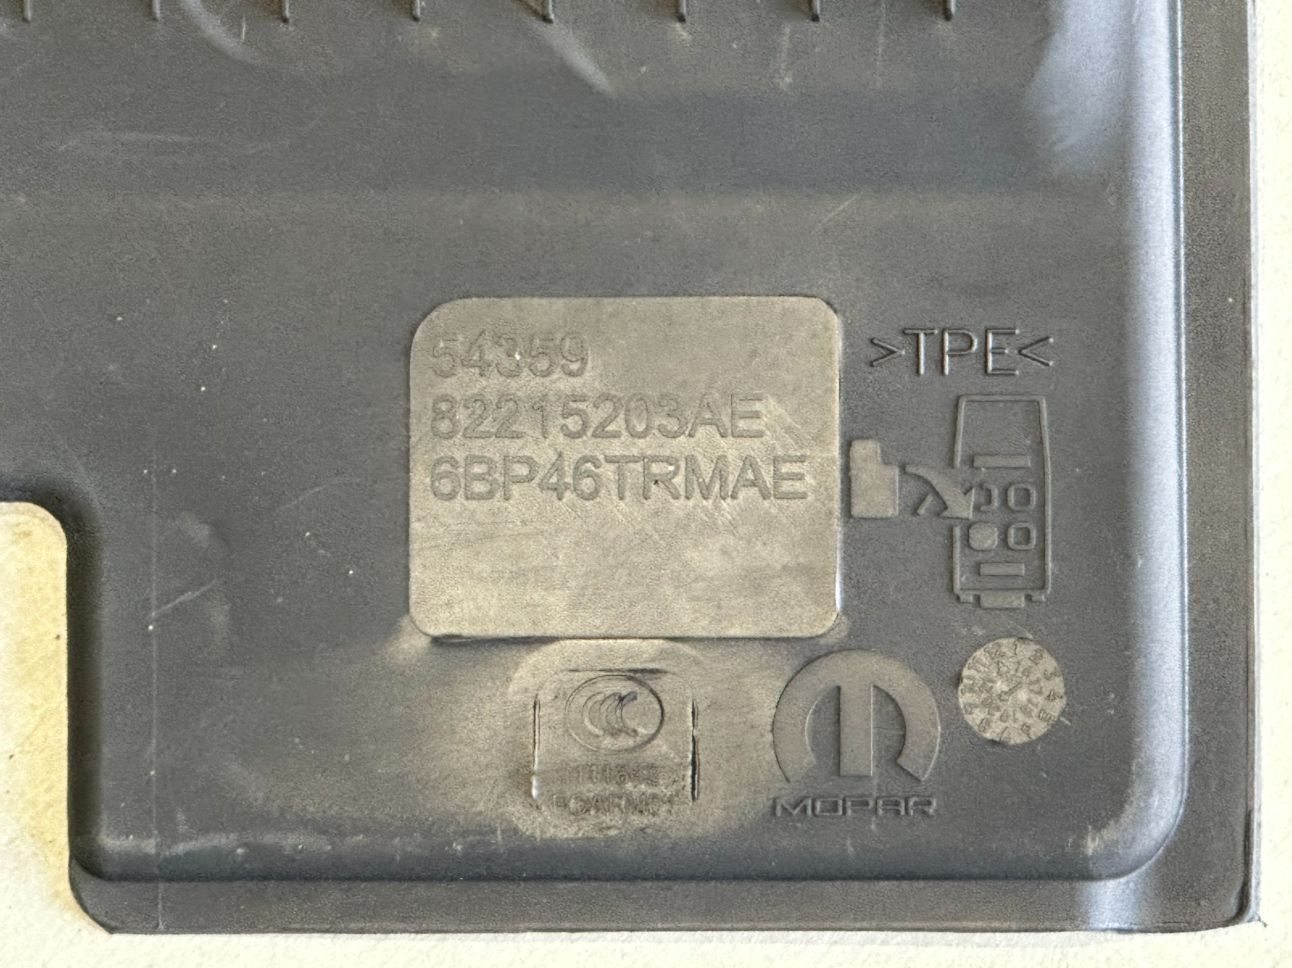 54359
82215203AE
6BP46TRMAE
>TPE<
MOPAR